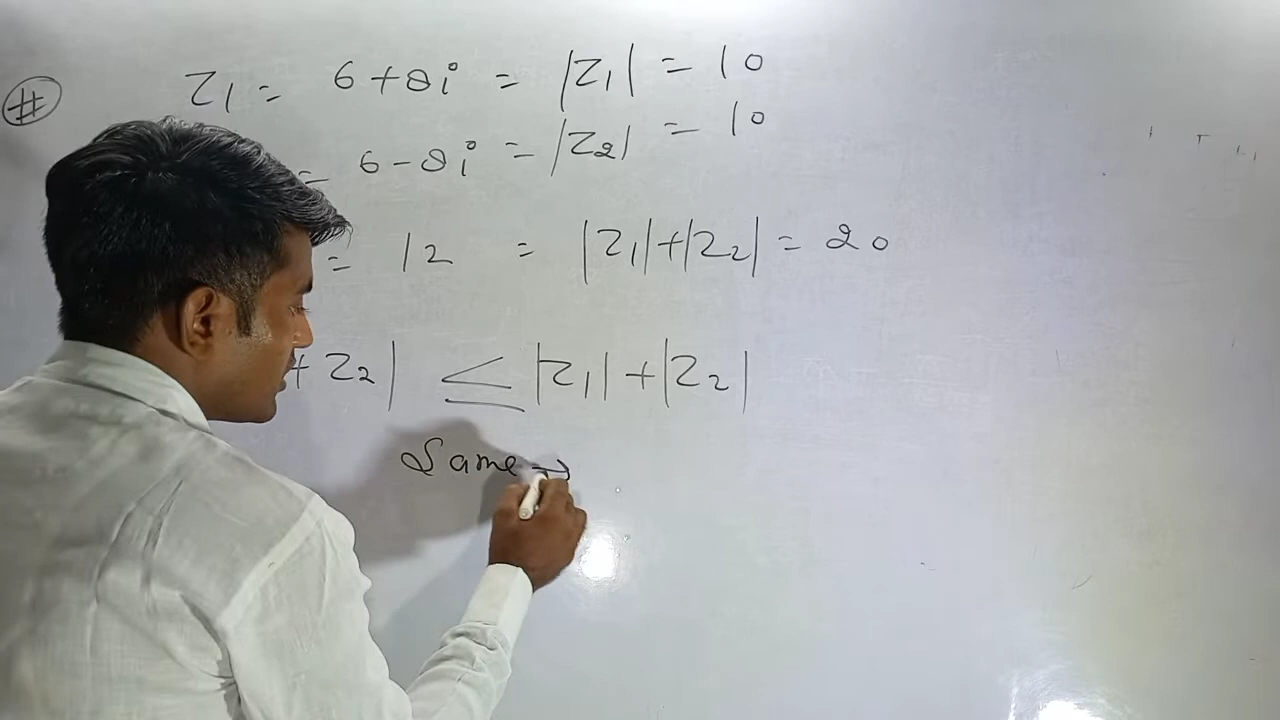 # Z1 = 6+8i = |Z1| = 10
= 6-8i = |Z2| = 10
= 12 = |Z1|+|Z2| = 20
+ Z2| ≤ |Z1| + |Z2|
Same →